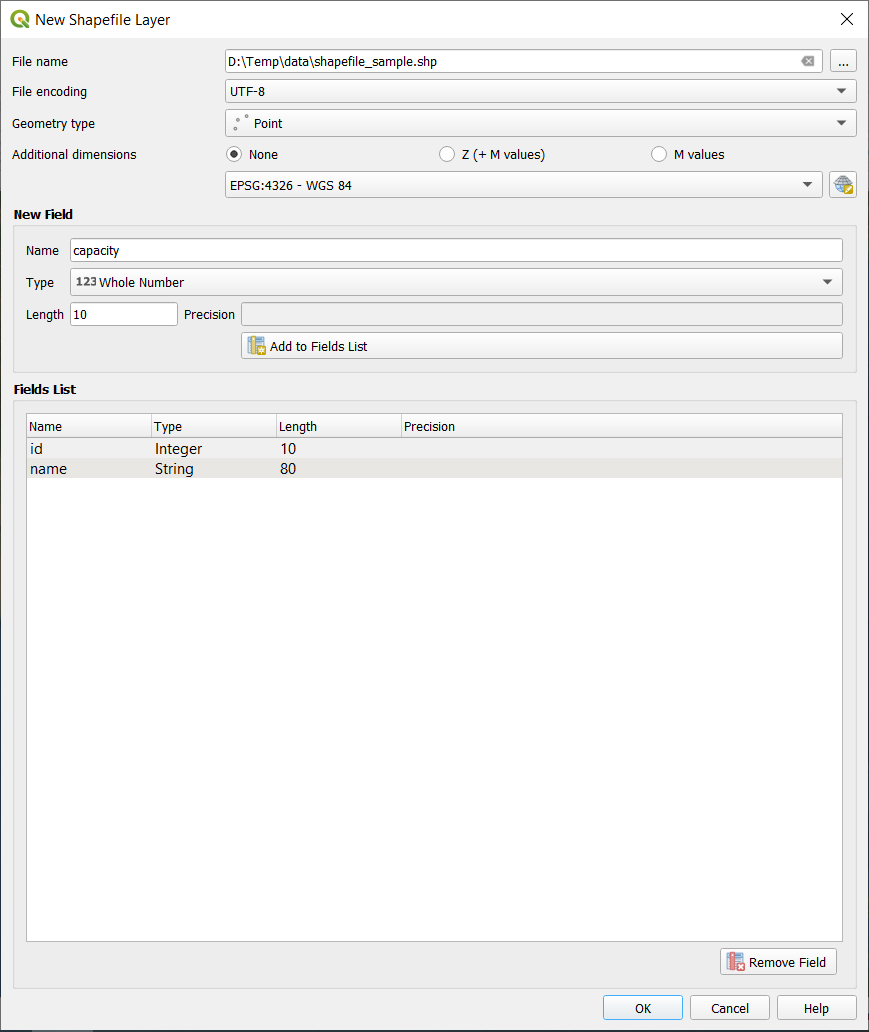 New Shapefile Layer
File name D:\Temp\data\shapefile_sample.shp ...
File encoding UTF-8
Geometry type Point
Additional dimensions None Z (+ M values) M values
EPSG:4326 - WGS 84
New Field
Name capacity
Type 123 Whole Number
Length 10 Precision
Add to Fields List
Fields List
Name Type Length Precision
id Integer 10
name String 80
Remove Field
OK Cancel Help